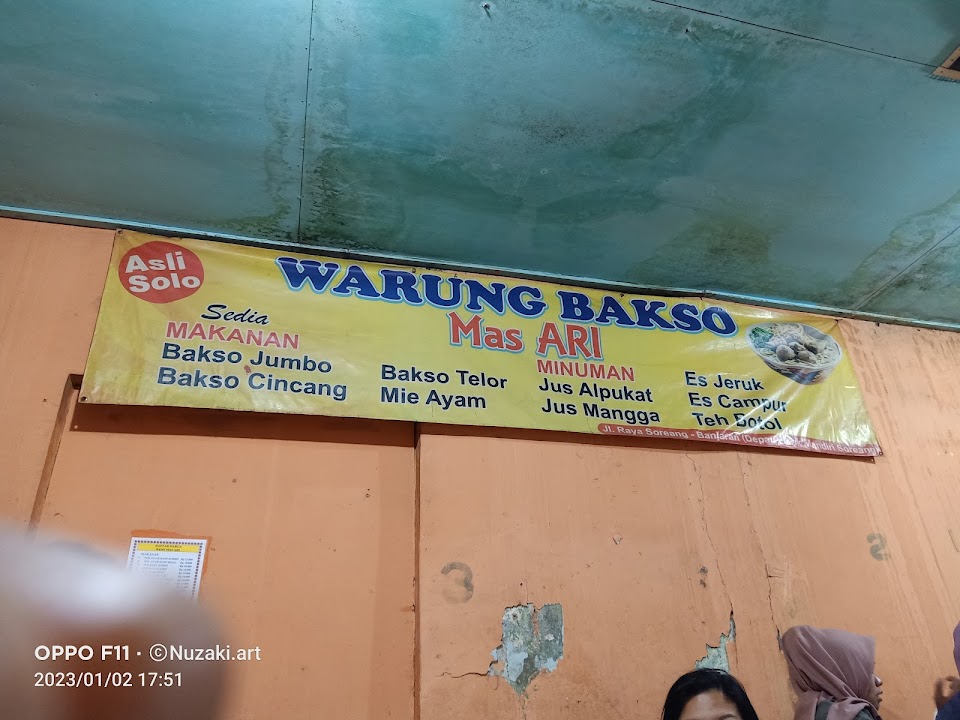 Asli
Solo
WARUNG BAKSO
Mas ARI
Sedia
MAKANAN
Bakso Jumbo
Bakso Cincang
Bakso Telor
Mie Ayam
MINUMAN
Jus Alpukat
Jus Mangga
Es Jeruk
Es Campur
Teh Botol
Jl. Raya Soreang - Banjaran (Depan Soreang
3
2
OPPO F11 · ©Nuzaki.art
2023/01/02 17:51